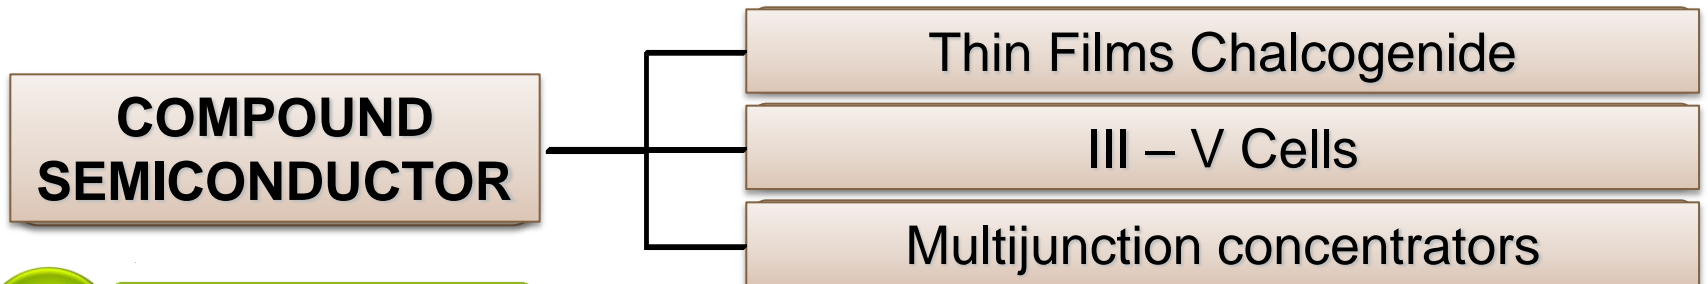 COMPOUND
SEMICONDUCTOR
Thin Films Chalcogenide
III – V Cells
Multijunction concentrators